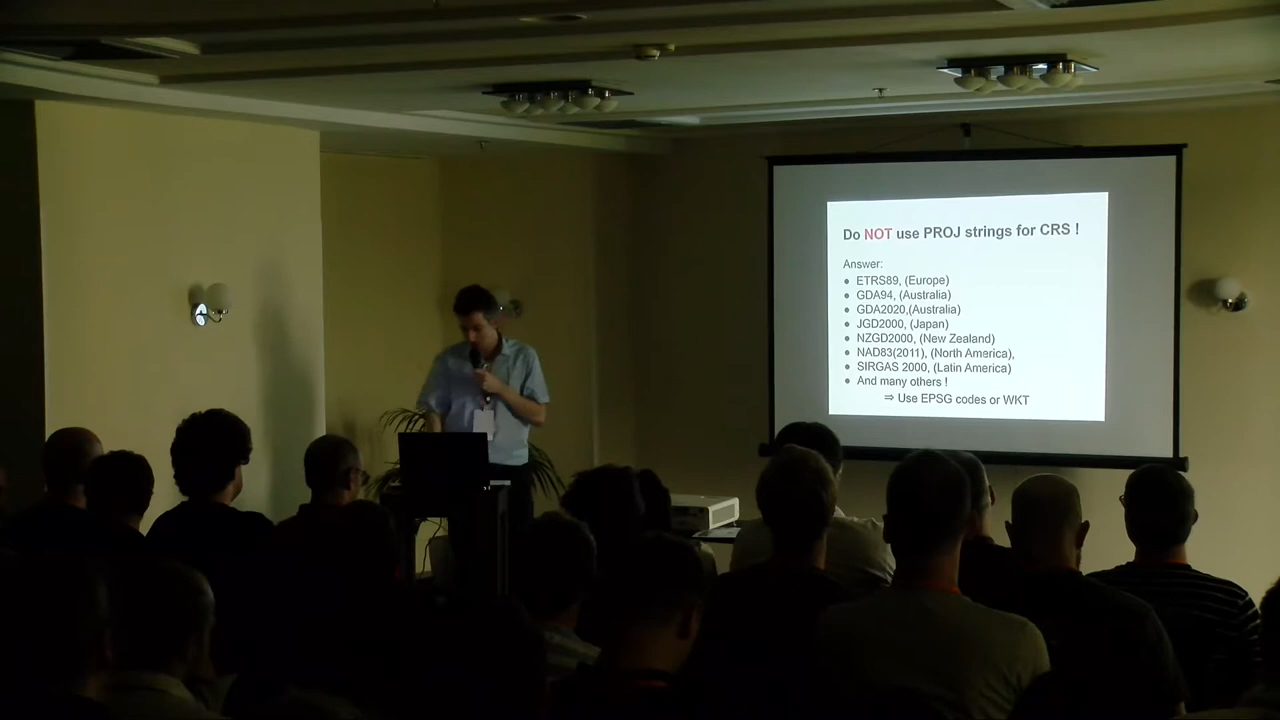 Do NOT use PROJ strings for CRS !
Answer:
● ETRS89, (Europe)
● GDA94, (Australia)
● GDA2020,(Australia)
● JGD2000, (Japan)
● NZGD2000, (New Zealand)
● NAD83(2011), (North America),
● SIRGAS 2000, (Latin America)
● And many others !
⇒ Use EPSG codes or WKT